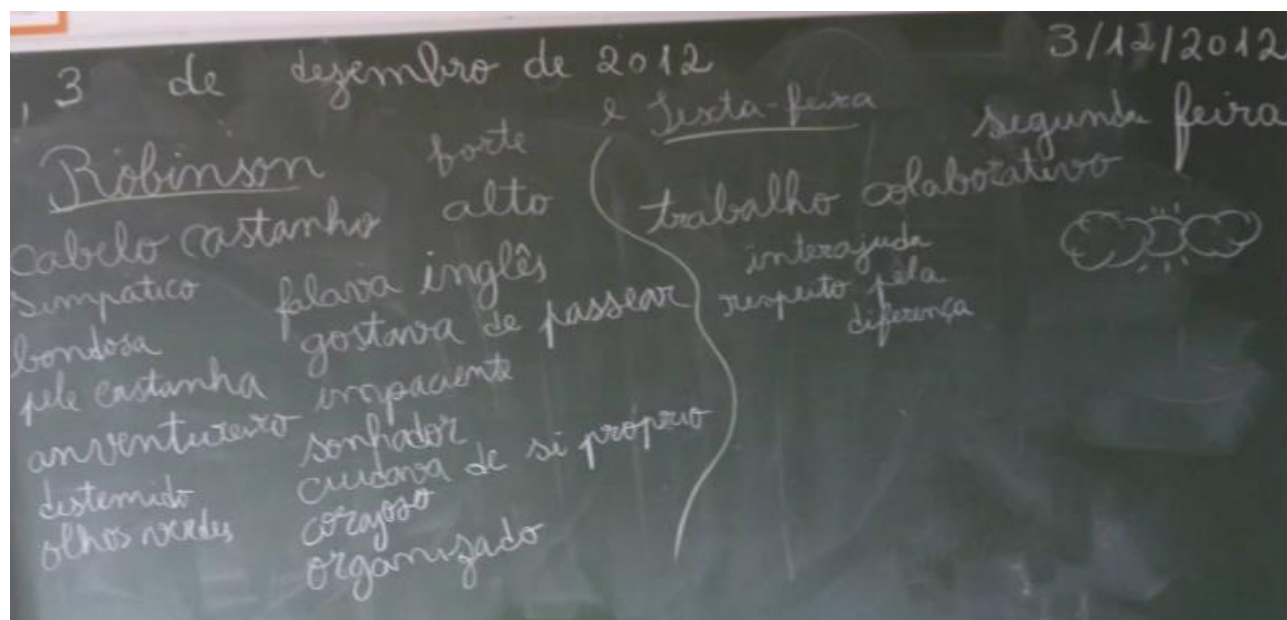 , 3 de dezembro de 2012
3/12/2012
segunda feira
Robinson
e Sexta-feira
forte
cabelo castanho alto
simpático falava inglês
bondosa gostava de passear
pele castanha impaciente
anventureiro sonhador
destemido cuidava de si próprio
olhos verdes corajoso
organizado
trabalho colaborativo
interajuda
respeito pela
diferença